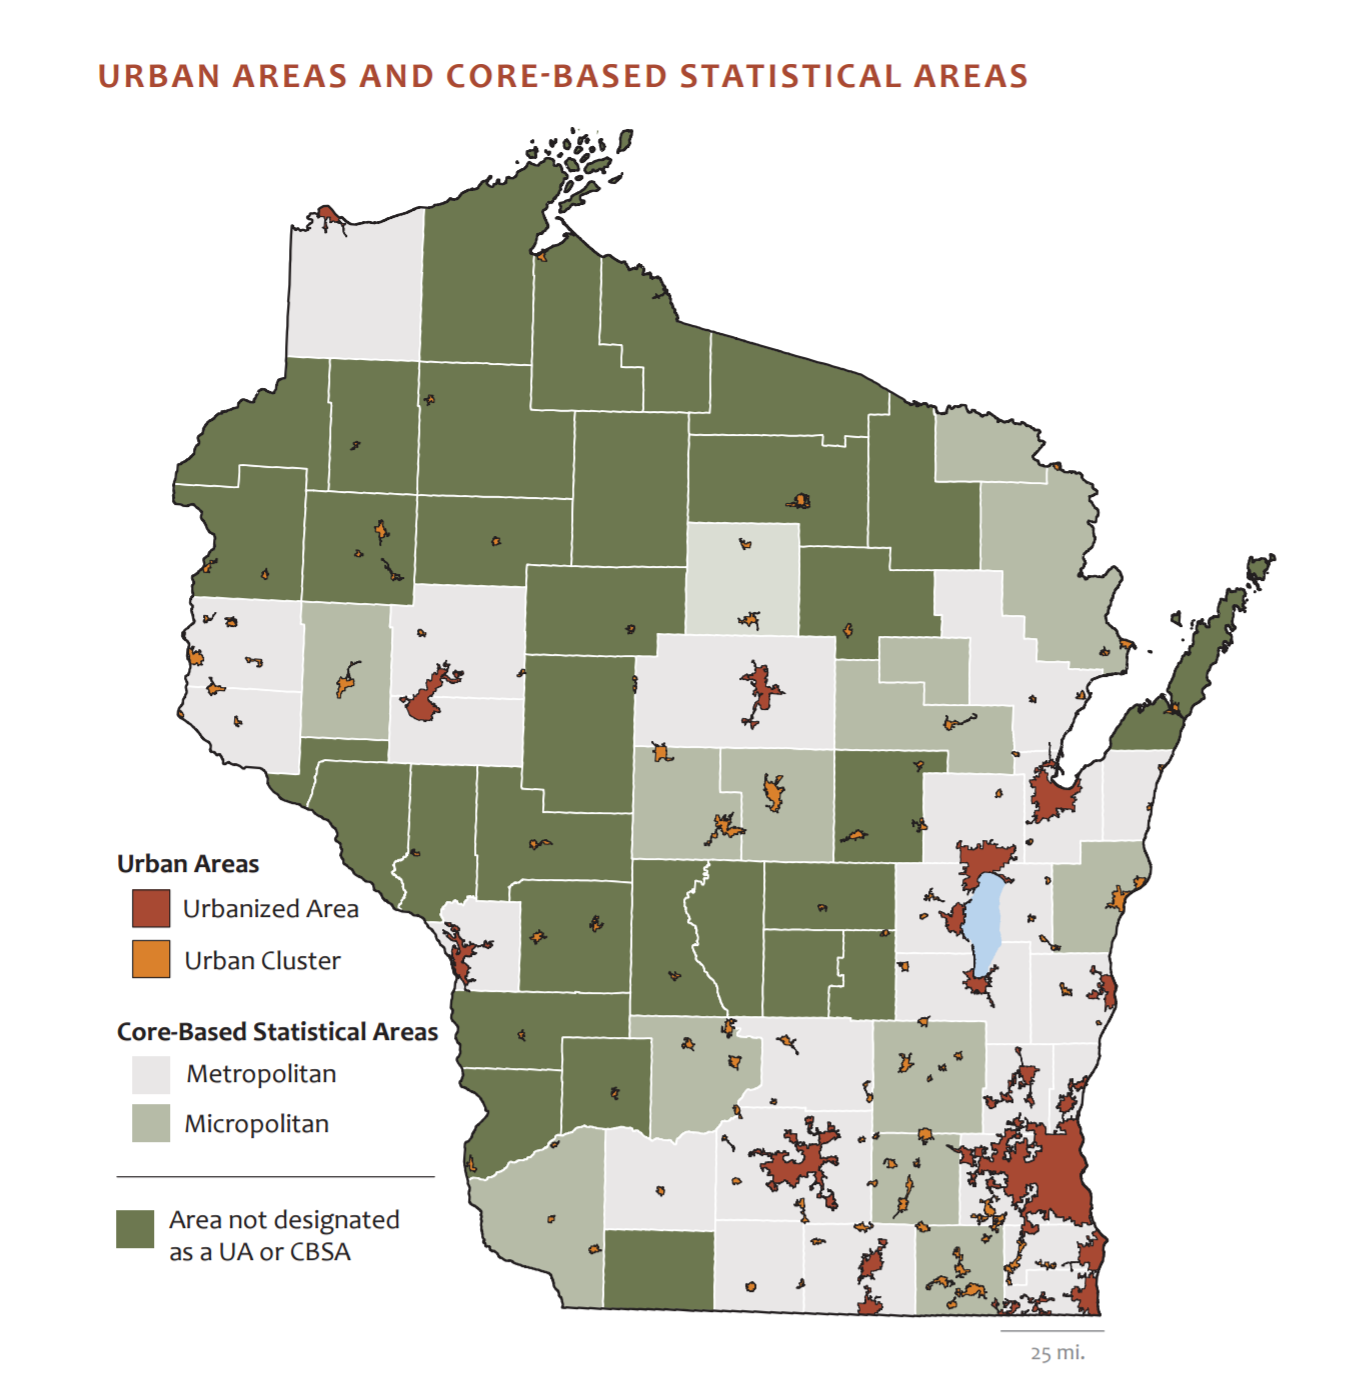 URBAN AREAS AND CORE-BASED STATISTICAL AREAS
Urban Areas
Urbanized Area
Urban Cluster
Core-Based Statistical Areas
Metropolitan
Micropolitan
Area not designated
as a UA or CBSA
25 mi.